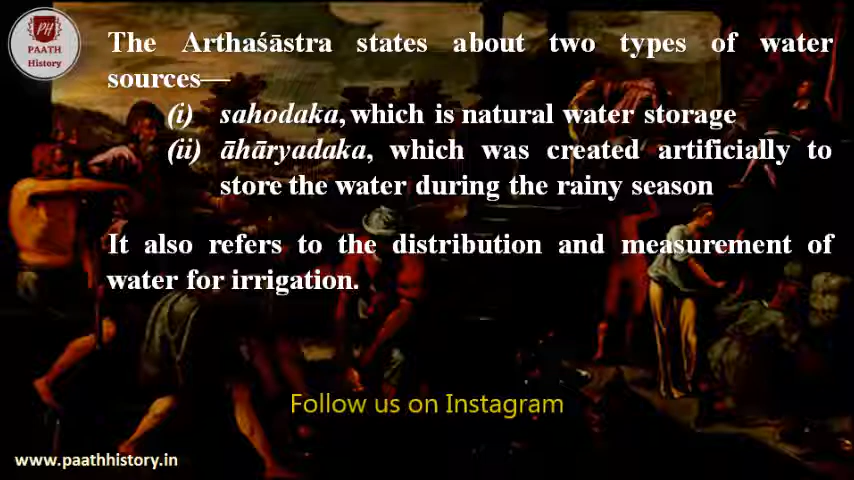 PH
PAATH
History
The Arthaśāstra states about two types of water
sources—
(i) sahodaka, which is natural water storage
(ii) āhāryadaka, which was created artificially to
store the water during the rainy season
It also refers to the distribution and measurement of
water for irrigation.
Follow us on Instagram
www.paathhistory.in